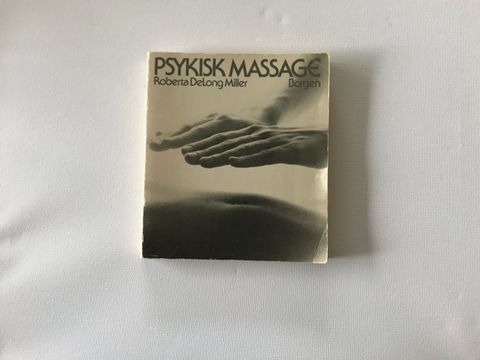 PSYKISK MASSAGE
Roberta DeLong Miller Borgen